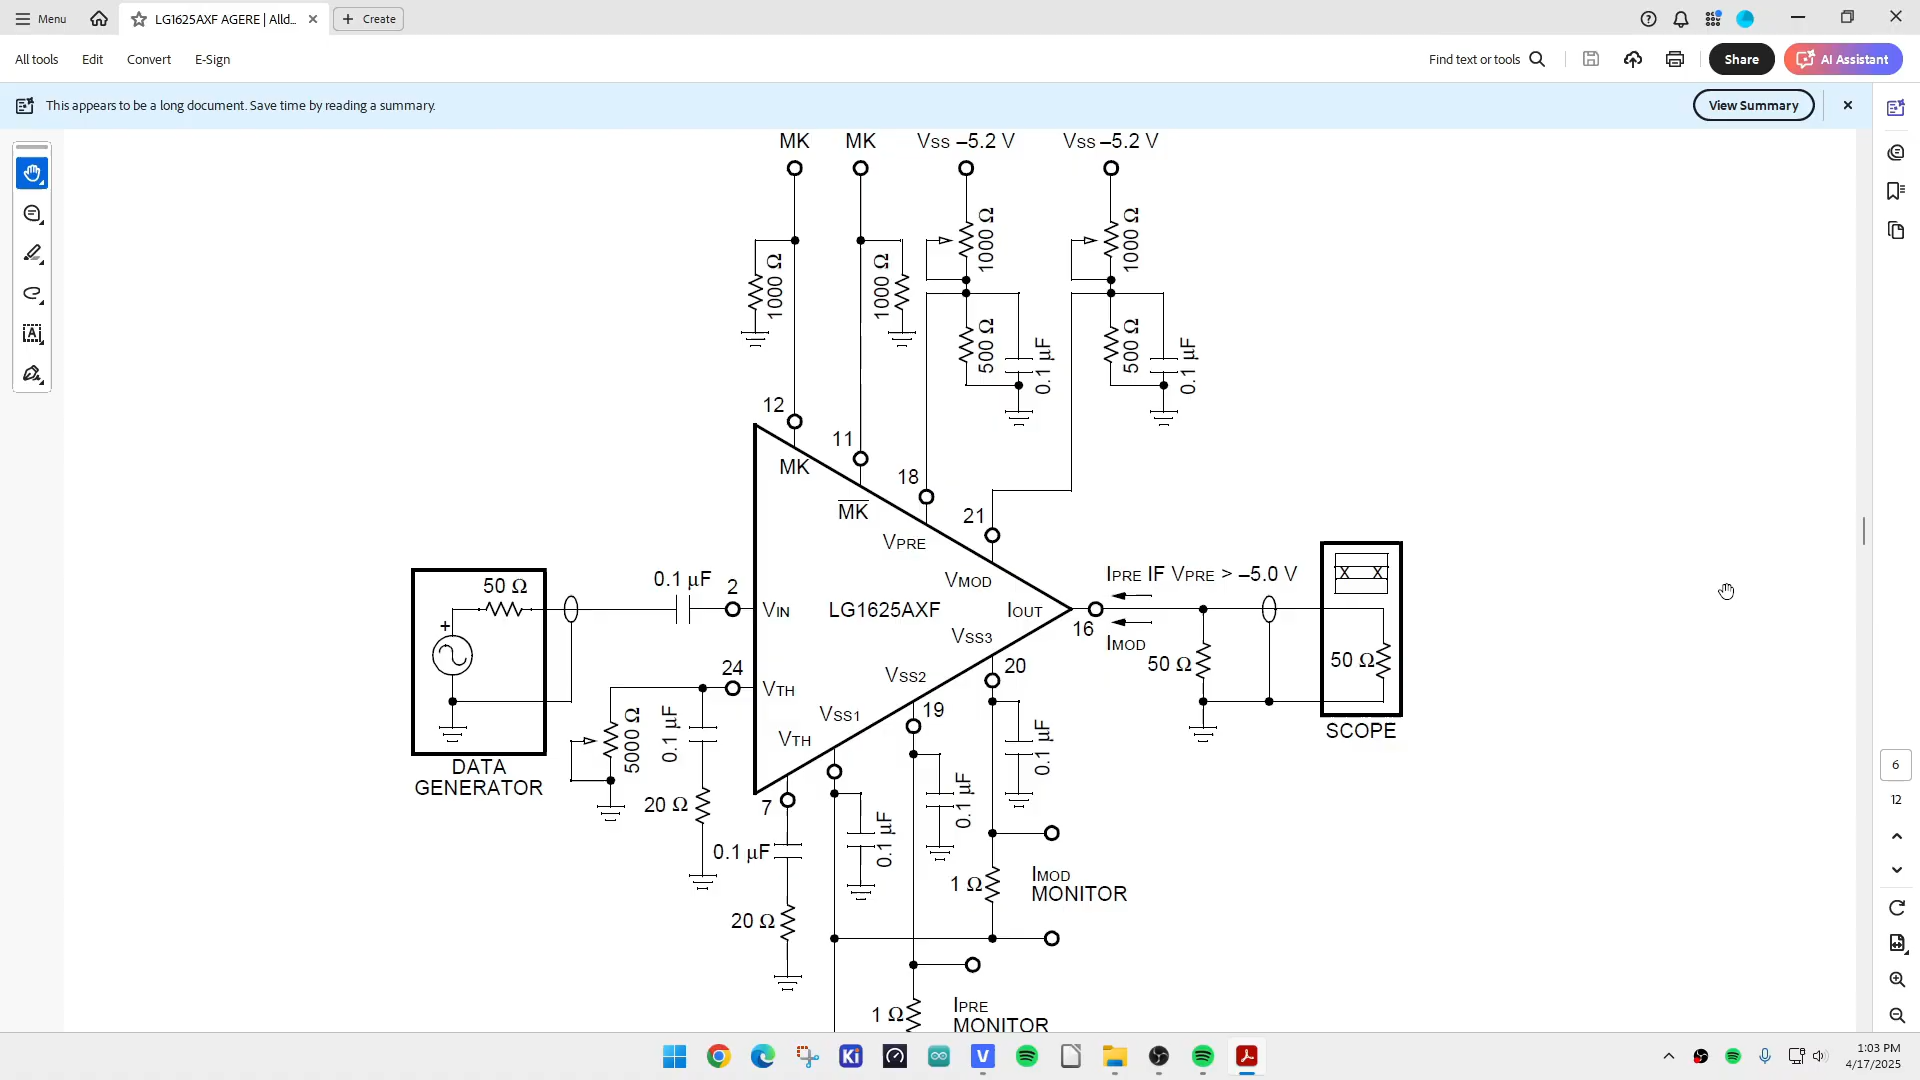 Menu
LG1625AXF AGERE | Alld...
Create
All tools
Edit
Convert
E-Sign
Find text or tools
Share
AI Assistant
This appears to be a long document. Save time by reading a summary.
View Summary
MK
MK
VSS –5.2 V
VSS –5.2 V
1000 Ω
1000 Ω
1000 Ω
1000 Ω
500 Ω
0.1 µF
500 Ω
0.1 µF
12
11
18
21
MK
M̅K̅
VPRE
VMOD
50 Ω
0.1 µF
2
VIN
LG1625AXF
IOUT
16
IPRE IF VPRE > –5.0 V
IMOD
50 Ω
50 Ω
SCOPE
+
DATA
GENERATOR
24
VTH
5000 Ω
0.1 µF
20 Ω
VSS3
20
VSS2
19
VSS1
VTH
7
0.1 µF
20 Ω
0.1 µF
0.1 µF
0.1 µF
1 Ω
IMOD
MONITOR
1 Ω
IPRE
MONITOR
6
12
Ki
V
1:03 PM
4/17/2025